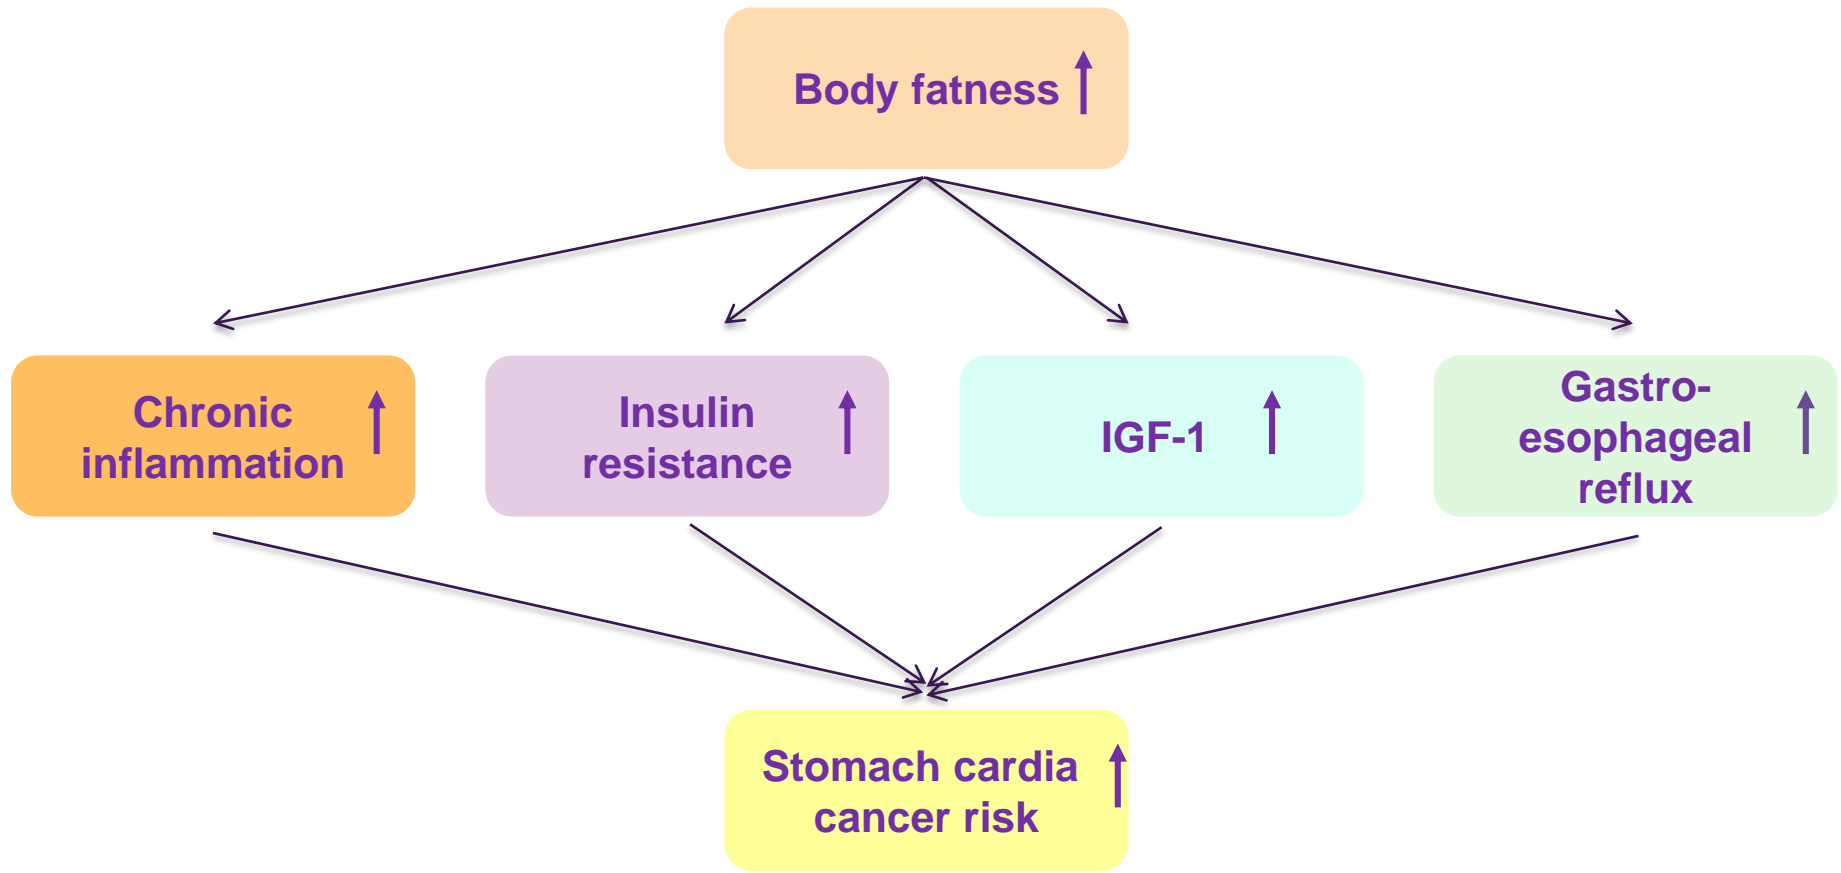 Body fatness
Chronic
inflammation
Insulin
resistance
IGF-1
Gastro-
esophageal
reflux
Stomach cardia
cancer risk